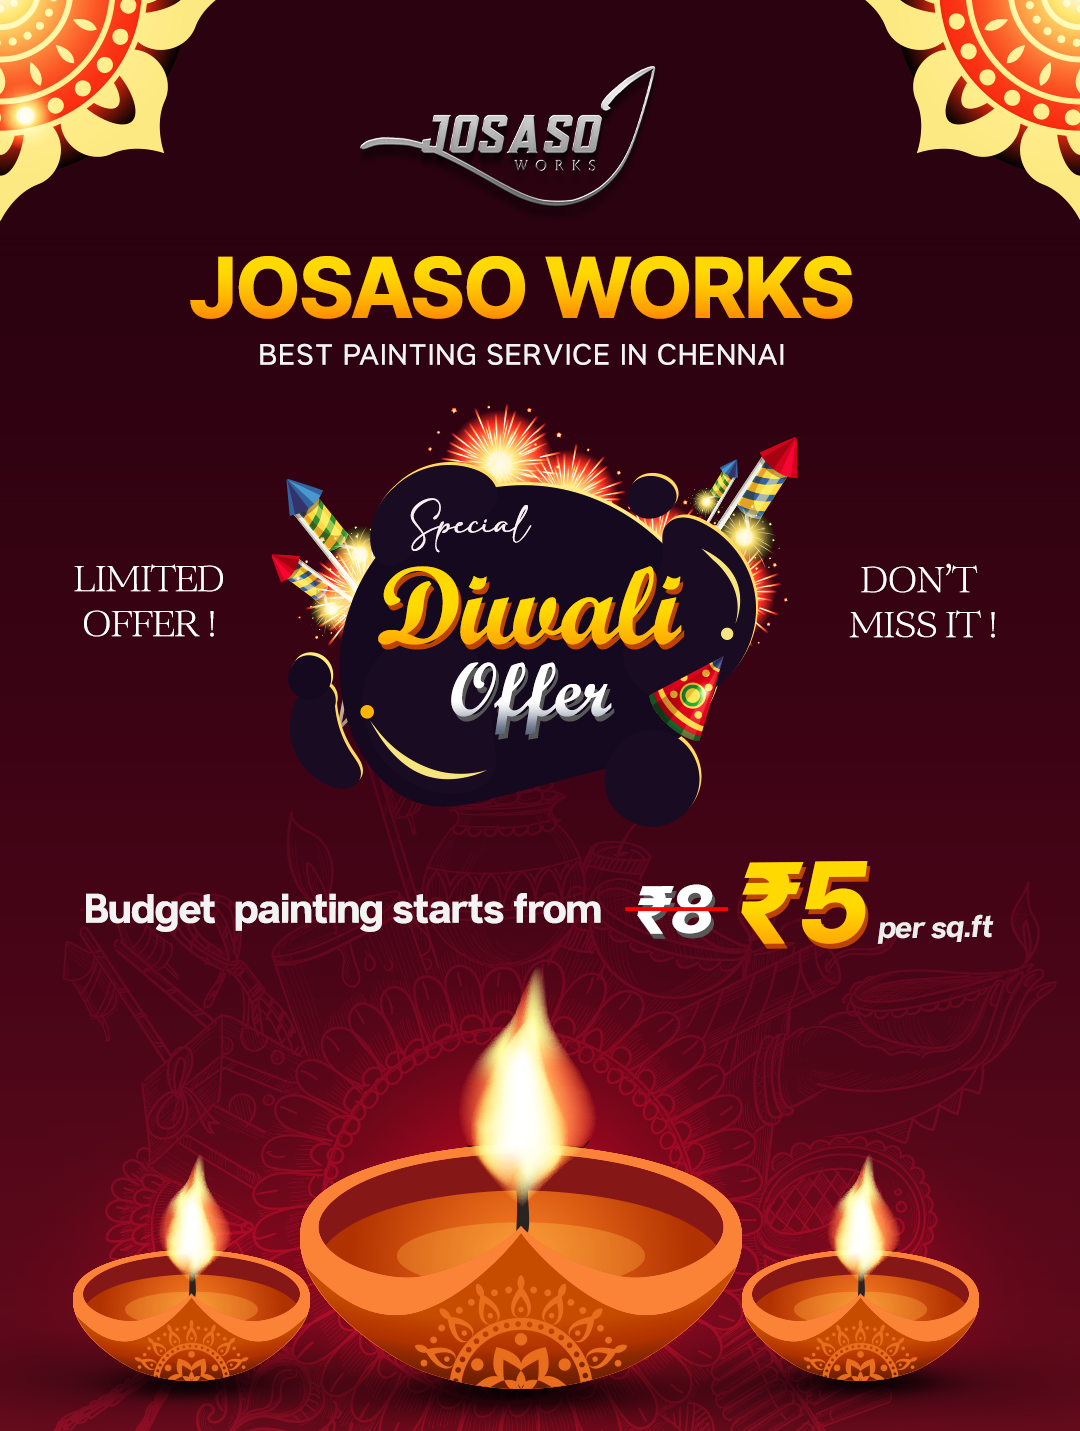 JOSASO
WORKS
JOSASO WORKS
BEST PAINTING SERVICE IN CHENNAI
Special
Diwali
Offer
LIMITED
OFFER !
DON'T
MISS IT !
Budget painting starts from ₹8 ₹5 per sq.ft